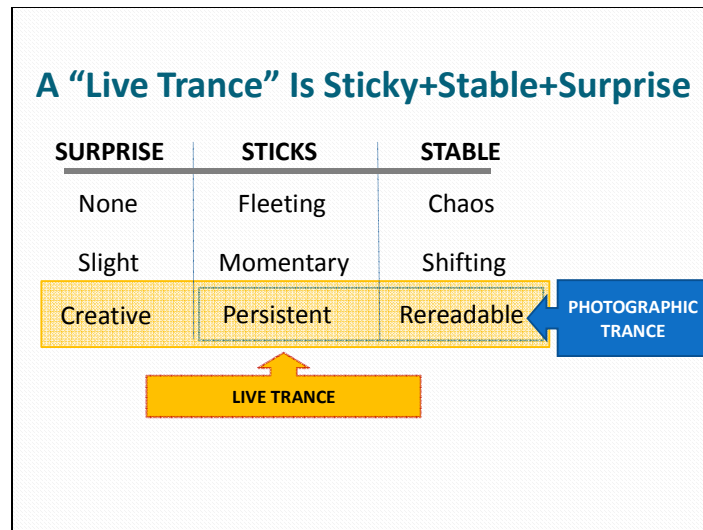 A “Live Trance” Is Sticky+Stable+Surprise
SURPRISE STICKS STABLE
None Fleeting Chaos
Slight Momentary Shifting
Creative Persistent Rereadable
PHOTOGRAPHIC
TRANCE
LIVE TRANCE